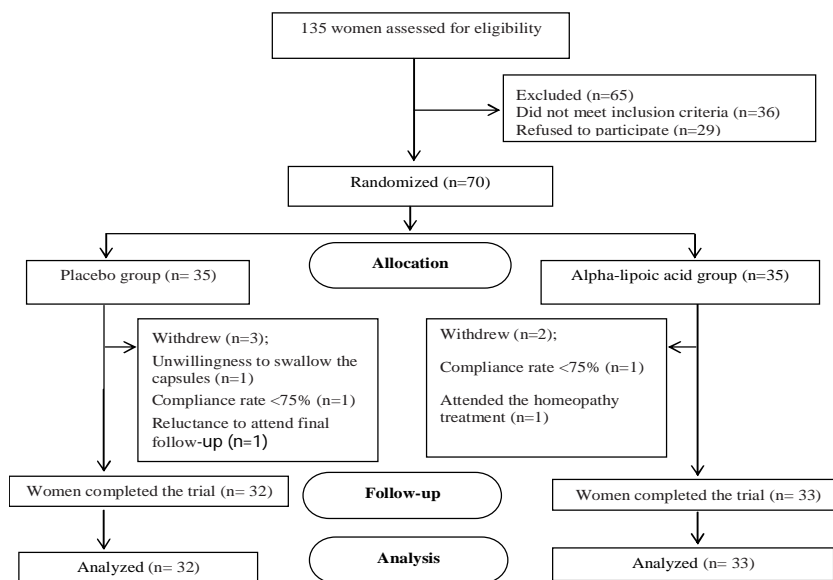 135 women assessed for eligibility
Excluded (n=65)
Did not meet inclusion criteria (n=36)
Refused to participate (n=29)
Randomized (n=70)
Placebo group (n= 35)
Allocation
Alpha-lipoic acid group (n=35)
Withdrew (n=3);
Unwillingness to swallow the
capsules (n=1)
Compliance rate <75% (n=1)
Reluctance to attend final
follow-up (n=1)
Withdrew (n=2);
Compliance rate <75% (n=1)
Attended the homeopathy
treatment (n=1)
Women completed the trial (n= 32)
Follow-up
Women completed the trial (n= 33)
Analyzed (n= 32)
Analysis
Analyzed (n= 33)